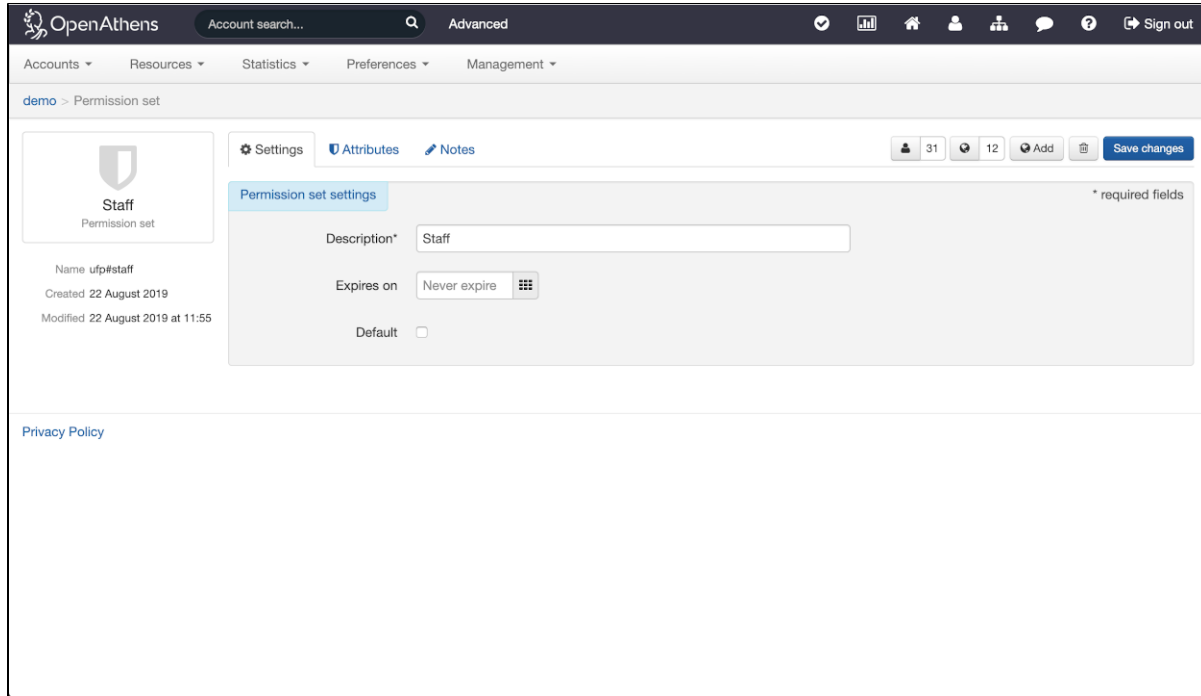 OpenAthens Account search... Advanced Sign out
Accounts Resources Statistics Preferences Management
demo > Permission set
Settings Attributes Notes 31 12 Add Save changes
Staff
Permission set
Permission set settings * required fields
Description* Staff
Name ufp#staff
Expires on Never expire
Created 22 August 2019
Modified 22 August 2019 at 11:55
Default
Privacy Policy